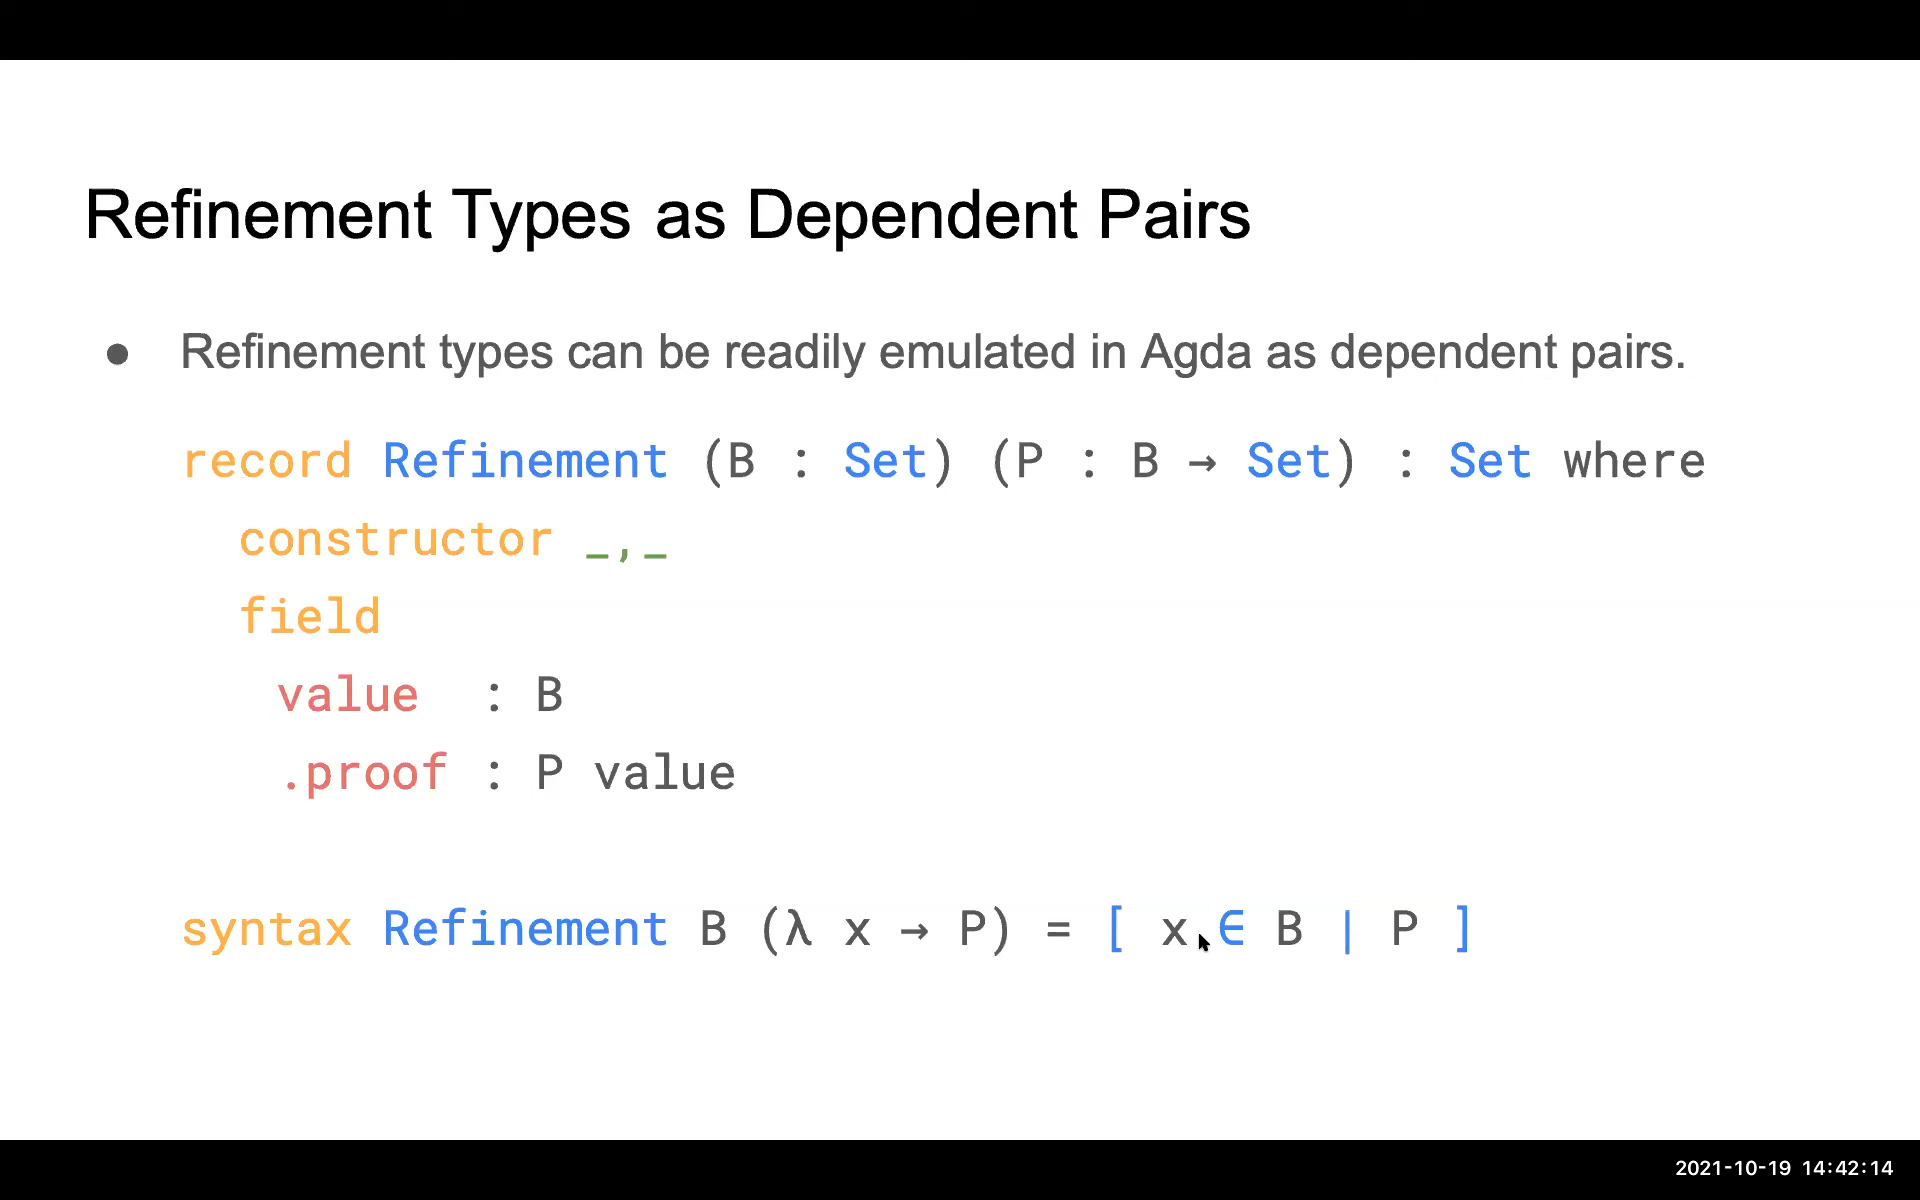 Refinement Types as Dependent Pairs
● Refinement types can be readily emulated in Agda as dependent pairs.
record Refinement (B : Set) (P : B → Set) : Set where
constructor _,_
field
value : B
.proof : P value
syntax Refinement B (λ x → P) = [ x ∈ B | P ]
2021-10-19 14:42:14